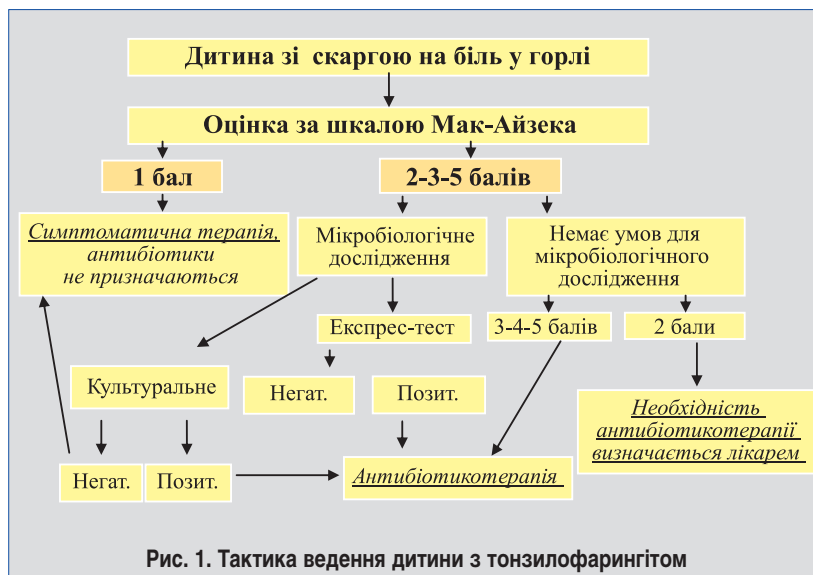 Дитина зі скаргою на біль у горлі
Оцінка за шкалою Мак-Айзека
1 бал
2-3-5 балів
Симптоматична терапія,
антибіотики
не призначаються
Мікробіологічне
дослідження
Немає умов для
мікробіологічного
дослідження
Експрес-тест
3-4-5 балів
2 бали
Культуральне
Негат.
Позит.
Необхідність
антибіотикотерапії
визначається лікарем
Негат.
Позит.
Антибіотикотерапія
Рис. 1. Тактика ведення дитини з тонзилофарингітом